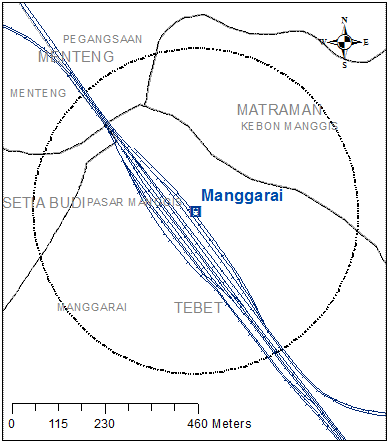 PEGANGSAAN
MENTENG
MENTENG
N
W E
S
MATRAMAN
KEBON MANGGIS
SETIA BUDI
PASAR MANGGIS
Manggarai
MANGGARAI
TEBET
0 115 230 460 Meters